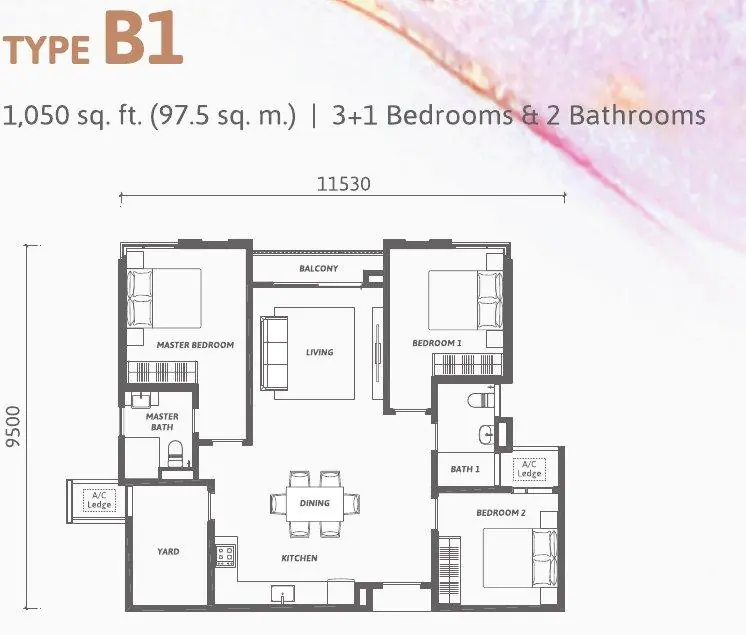 TYPE B1
1,050 sq. ft. (97.5 sq. m.) | 3+1 Bedrooms & 2 Bathrooms
11530
9500
BALCONY
MASTER BEDROOM
LIVING
BEDROOM 1
MASTER
BATH
BATH 1
A/C
Ledge
A/C
Ledge
DINING
BEDROOM 2
YARD
KITCHEN